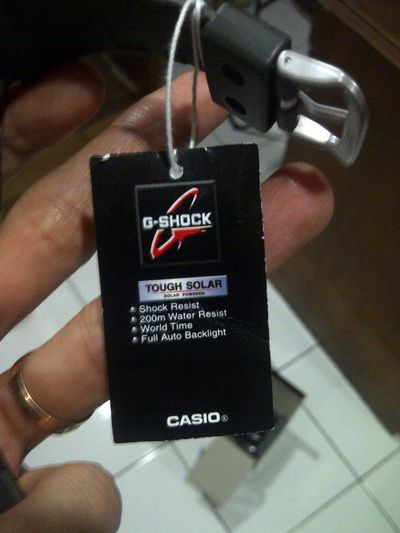 G-SHOCK
TOUGH SOLAR
SOLAR POWERED
Shock Resist
200m Water Resist
World Time
Full Auto Backlight
CASIO®